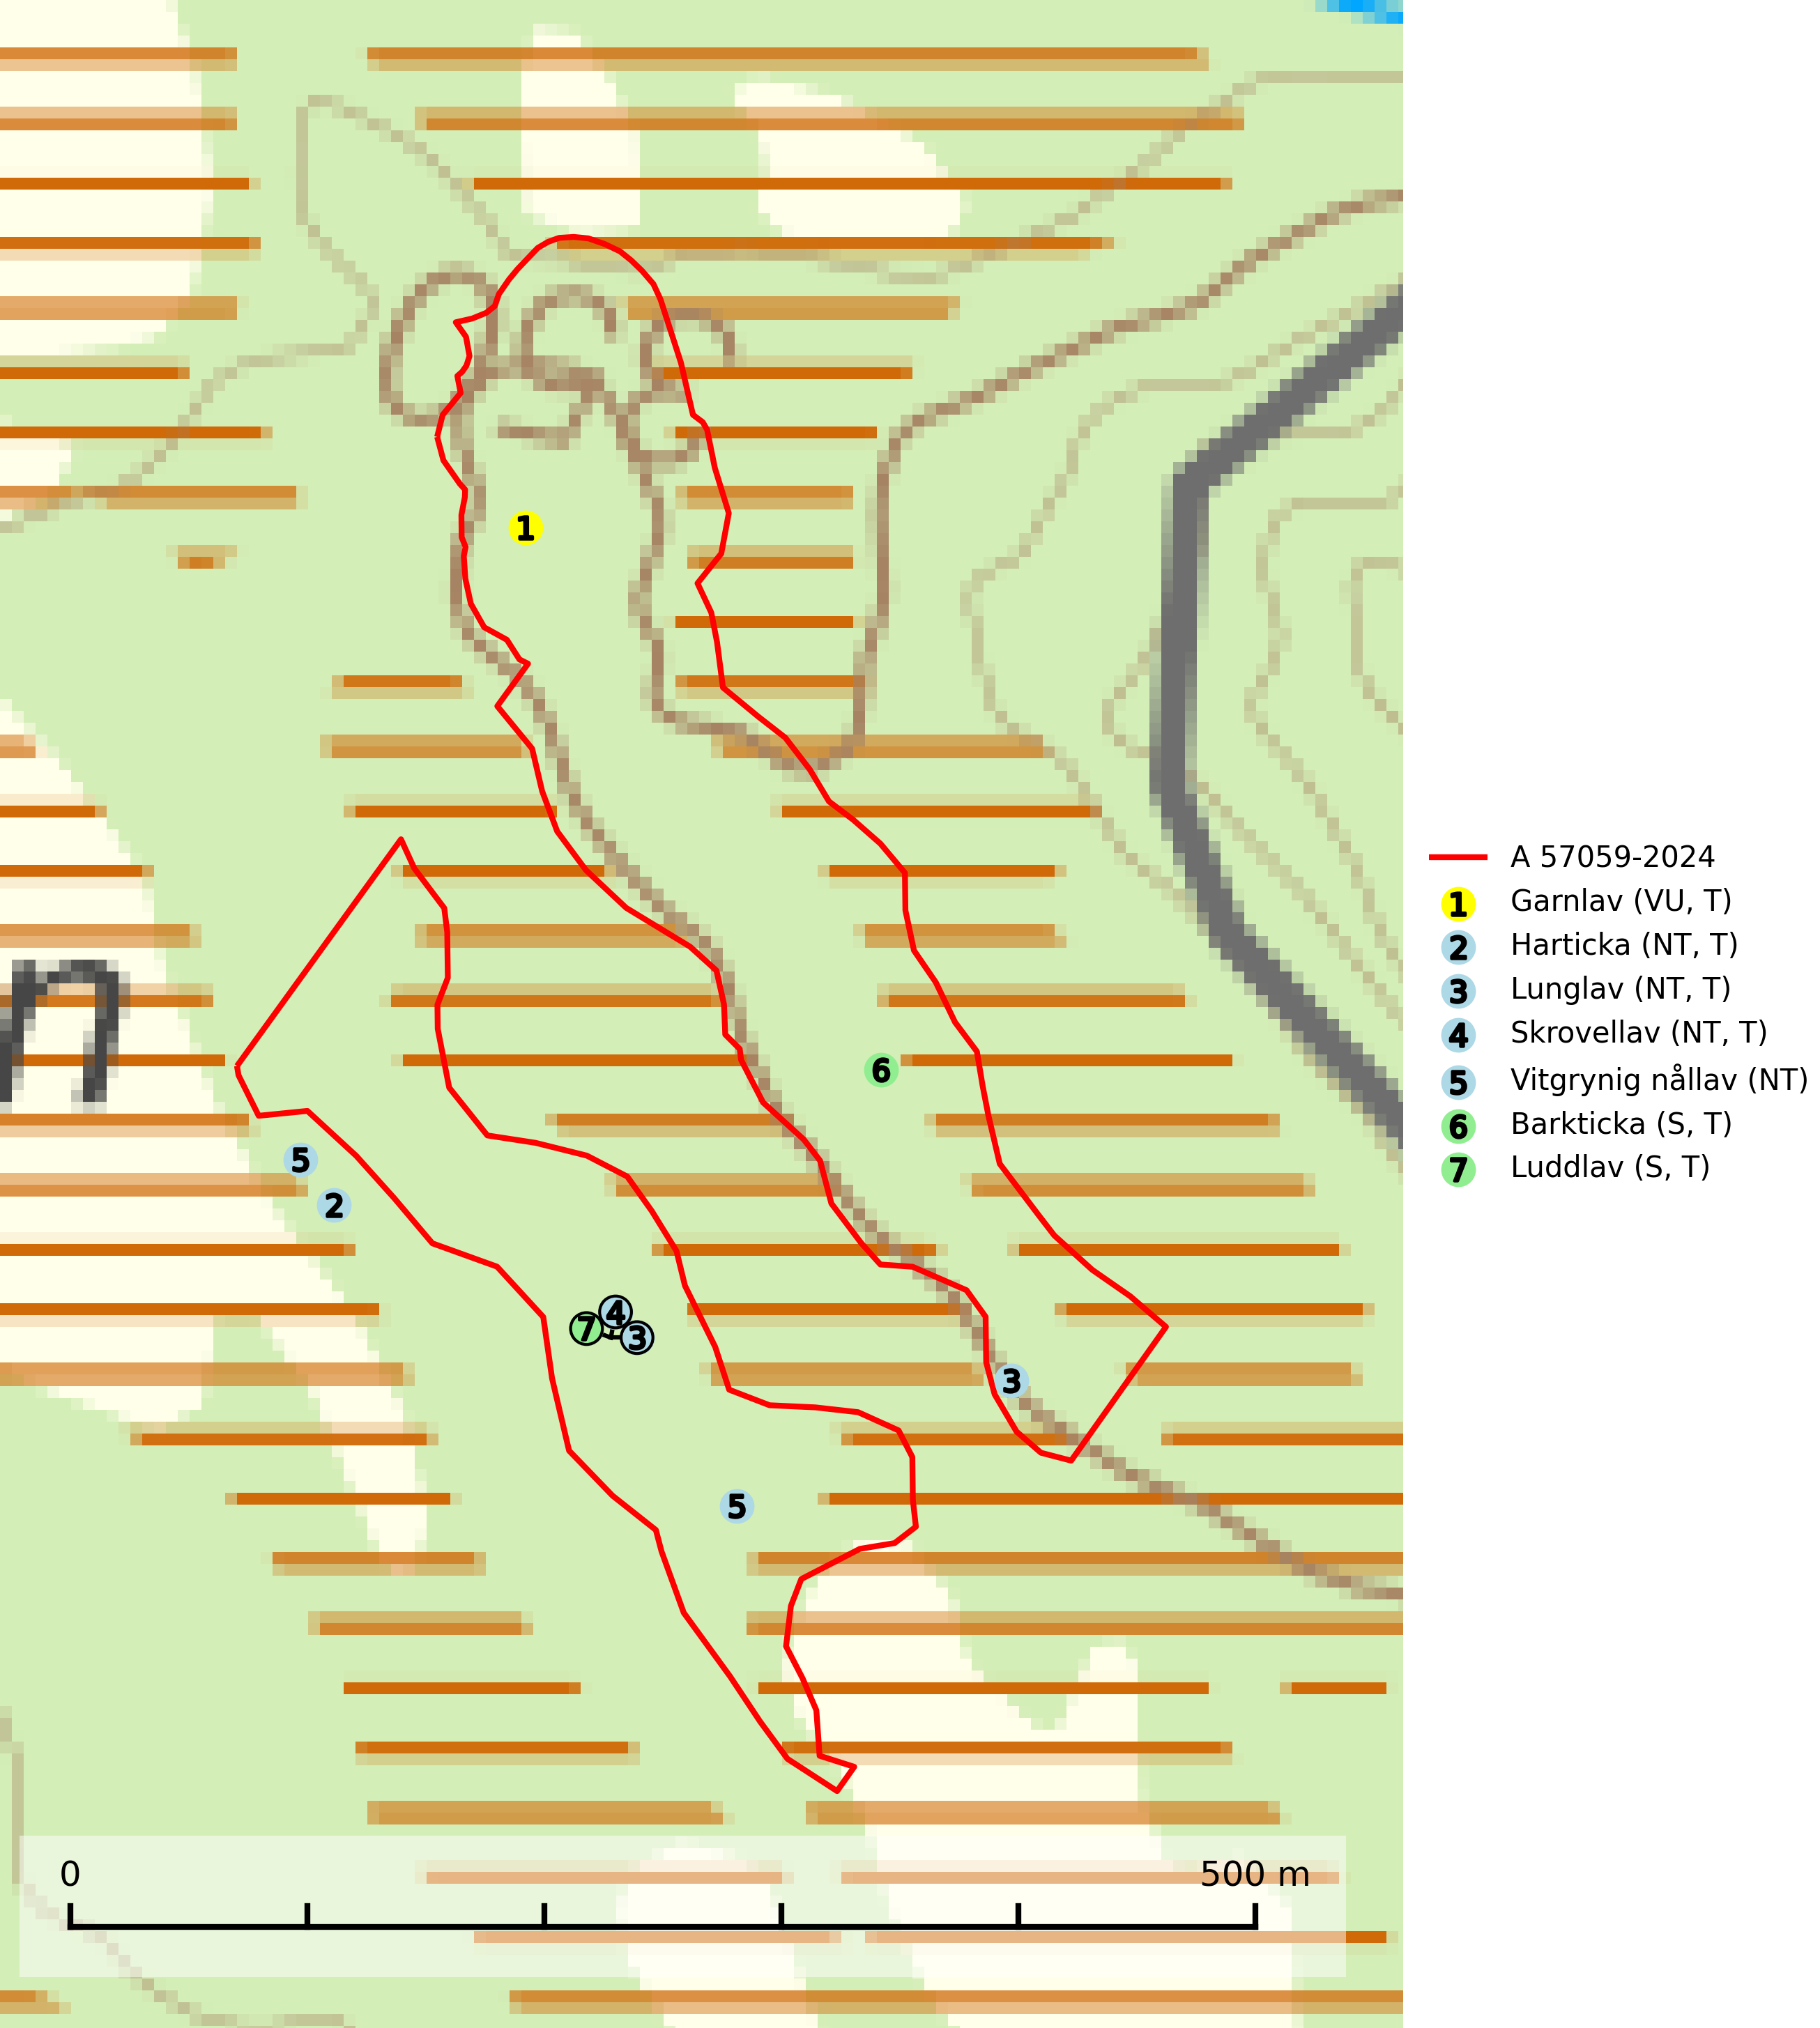 1
6
5
2
4
7
3
3
5
0
500 m
A 57059-2024
1 Garnlav (VU, T)
2 Harticka (NT, T)
3 Lunglav (NT, T)
4 Skrovellav (NT, T)
5 Vitgrynig nållav (NT)
6 Barkticka (S, T)
7 Luddlav (S, T)